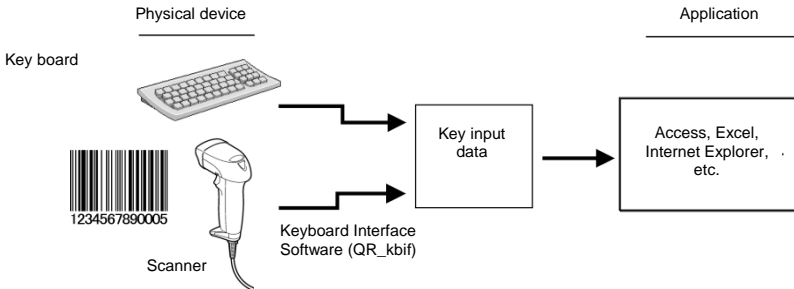 Physical device
Application
Key board
Key input
data
Access, Excel,
Internet Explorer, .
etc.
1234567890005
Keyboard Interface
Software (QR_kbif)
Scanner